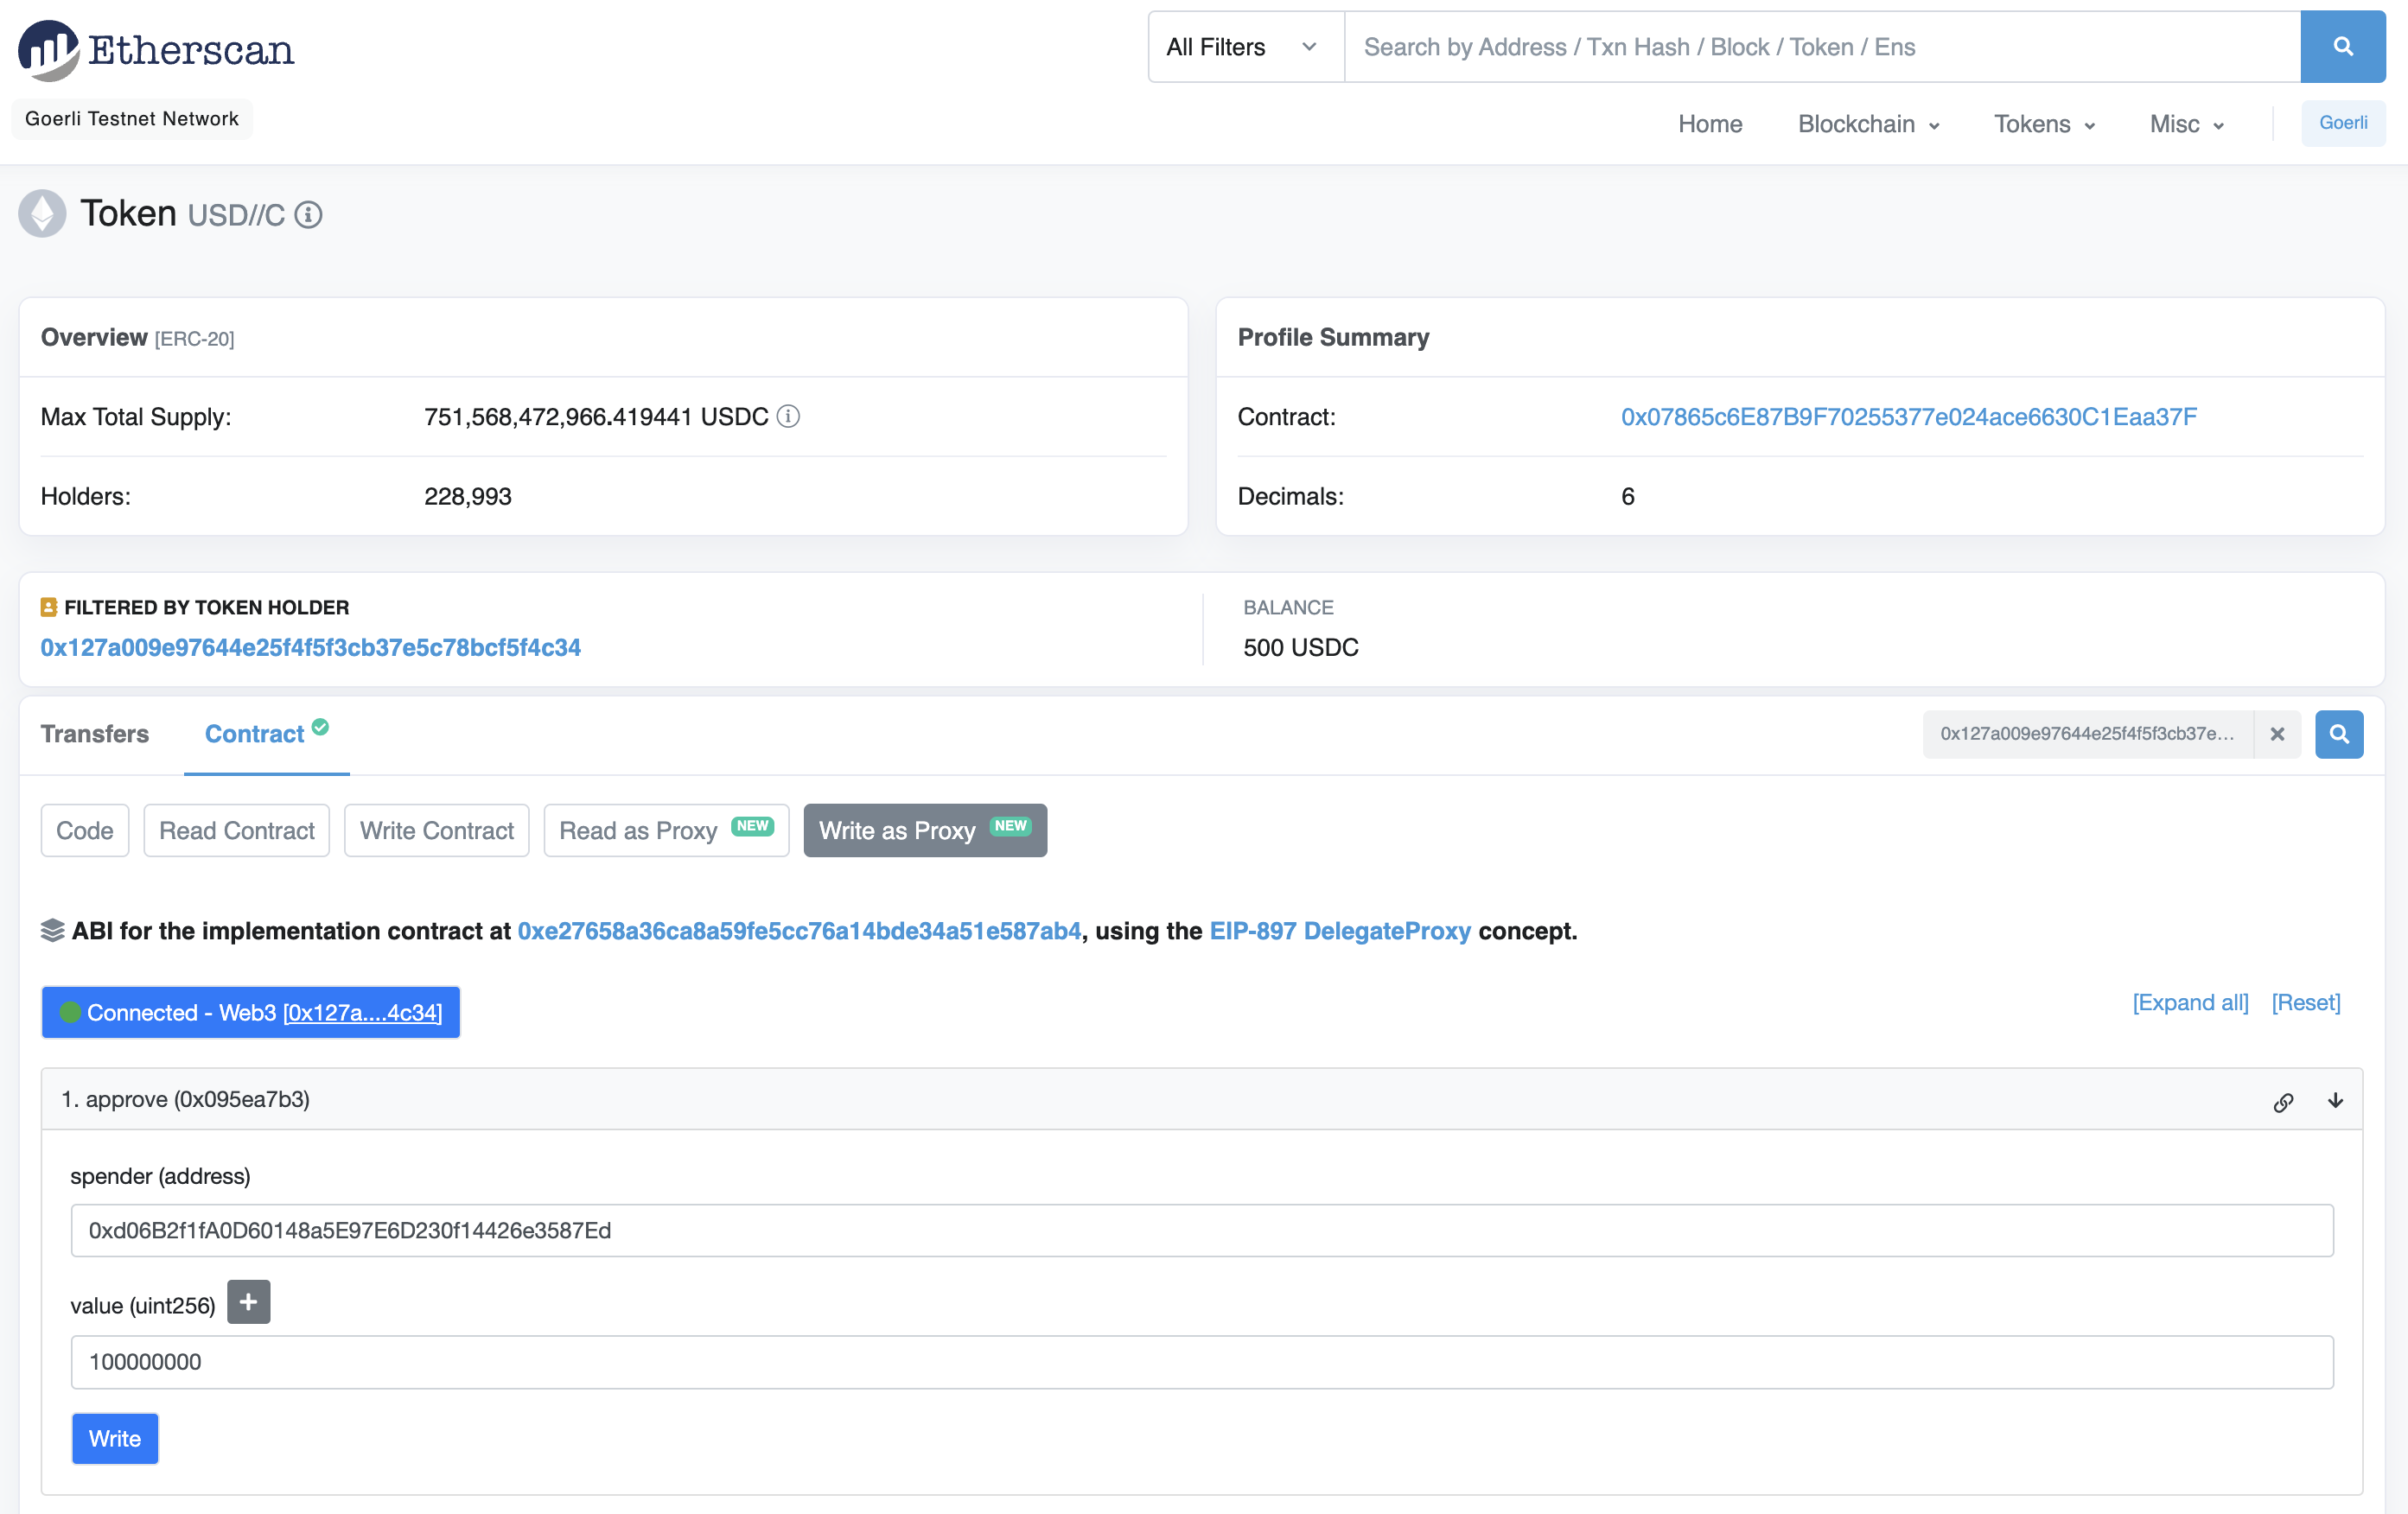 Etherscan
All Filters
Search by Address / Txn Hash / Block / Token / Ens
Goerli Testnet Network
Home Blockchain Tokens Misc Goerli
Token USD//C
Overview [ERC-20]
Max Total Supply: 751,568,472,966.419441 USDC
Holders: 228,993
Profile Summary
Contract: 0x07865c6E87B9F70255377e024ace6630C1Eaa37F
Decimals: 6
FILTERED BY TOKEN HOLDER
0x127a009e97644e25f4f5f3cb37e5c78bcf5f4c34
BALANCE
500 USDC
Transfers Contract
0x127a009e97644e25f4f5f3cb37e...
Code Read Contract Write Contract Read as Proxy NEW Write as Proxy NEW
ABI for the implementation contract at 0xe27658a36ca8a59fe5cc76a14bde34a51e587ab4, using the EIP-897 DelegateProxy concept.
Connected - Web3 [0x127a....4c34]
[Expand all] [Reset]
1. approve (0x095ea7b3)
spender (address)
0xd06B2f1fA0D60148a5E97E6D230f14426e3587Ed
value (uint256) +
100000000
Write